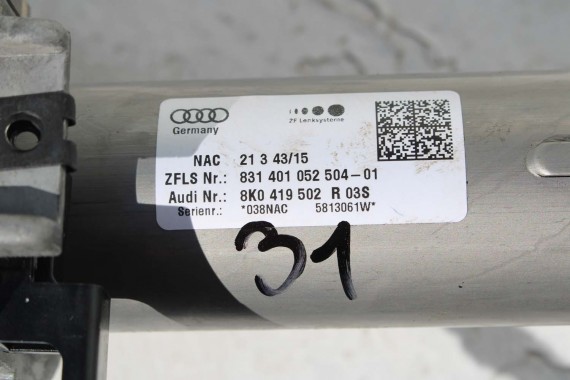 Germany
ZF Lenksysteme
NAC 21 3 43/15
ZFLS Nr.: 831 401 052 504-01
Audi Nr.: 8K0 419 502 R 03S
Serienr.: *038NAC 5813061W*
31